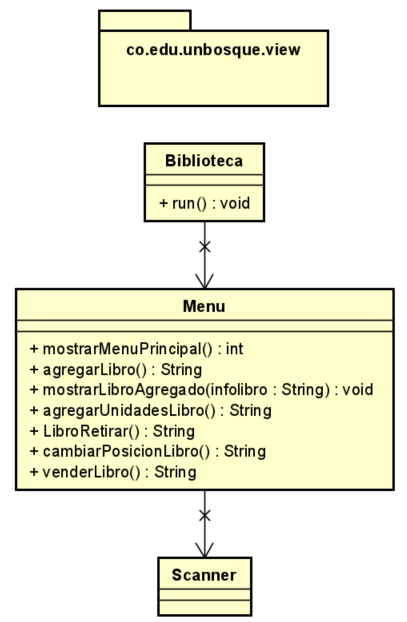 co.edu.unbosque.view
Biblioteca
+ run() : void
Menu
+ mostrarMenuPrincipal() : int
+ agregarLibro() : String
+ mostrarLibroAgregado(infolibro : String) : void
+ agregarUnidadesLibro() : String
+ LibroRetirar() : String
+ cambiarPosicionLibro() : String
+ venderLibro() : String
Scanner